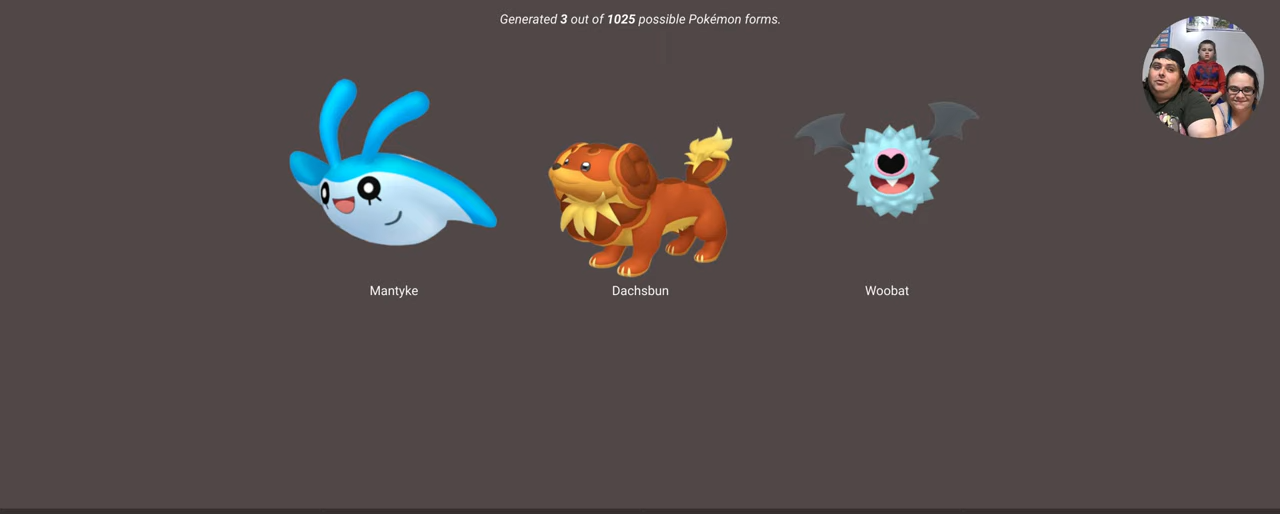 Generated 3 out of 1025 possible Pokémon forms.
Mantyke
Dachsbun
Woobat